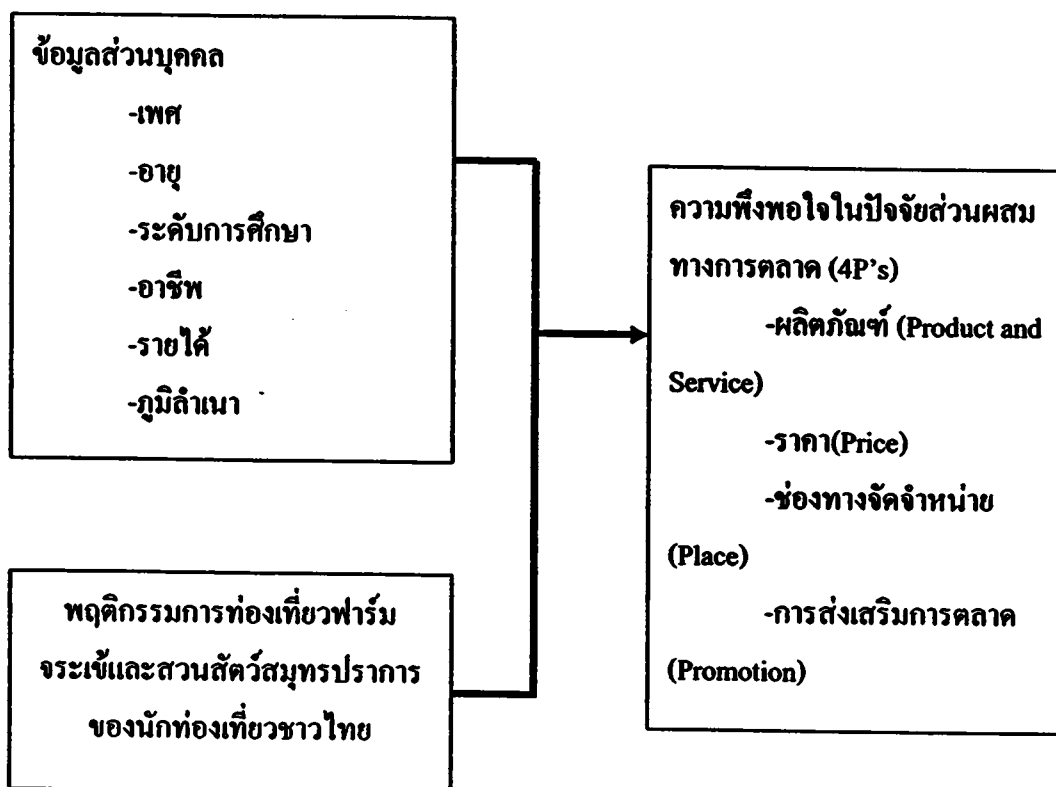 ข้อมูลส่วนบุคคล
-เพศ
-อายุ
-ระดับการศึกษา
-อาชีพ
-รายได้
-ภูมิลำเนา
พฤติกรรมการท่องเที่ยวฟาร์ม
จระเข้และสวนสัตว์สมุทรปราการ
ของนักท่องเที่ยวชาวไทย
ความพึงพอใจในปัจจัยส่วนผสม
ทางการตลาด (4P's)
-ผลิตภัณฑ์ (Product and
Service)
-ราคา(Price)
-ช่องทางจัดจำหน่าย
(Place)
-การส่งเสริมการตลาด
(Promotion)